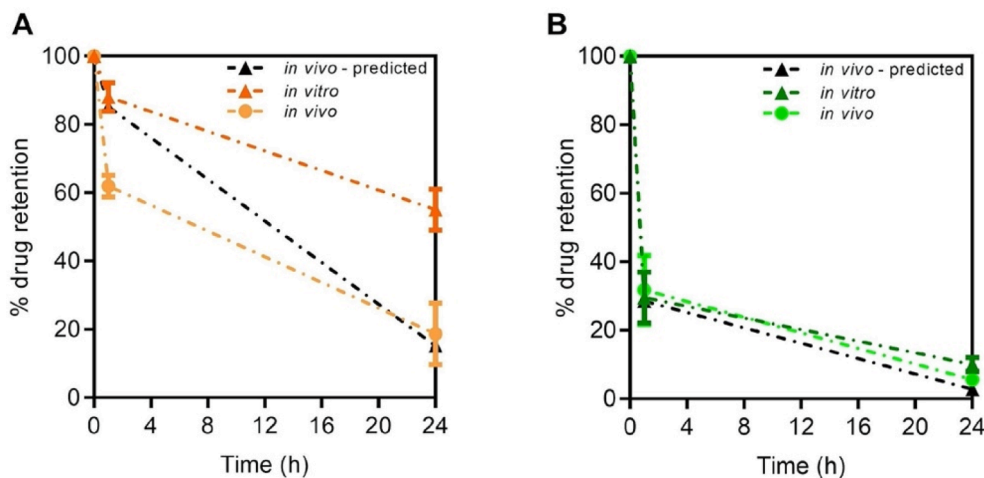 A
100
80
60
40
20
0
% drug retention
in vivo - predicted
in vitro
in vivo
0 4 8 12 16 20 24
Time (h)
B
100
80
60
40
20
0
% drug retention
in vivo - predicted
in vitro
in vivo
0 4 8 12 16 20 24
Time (h)